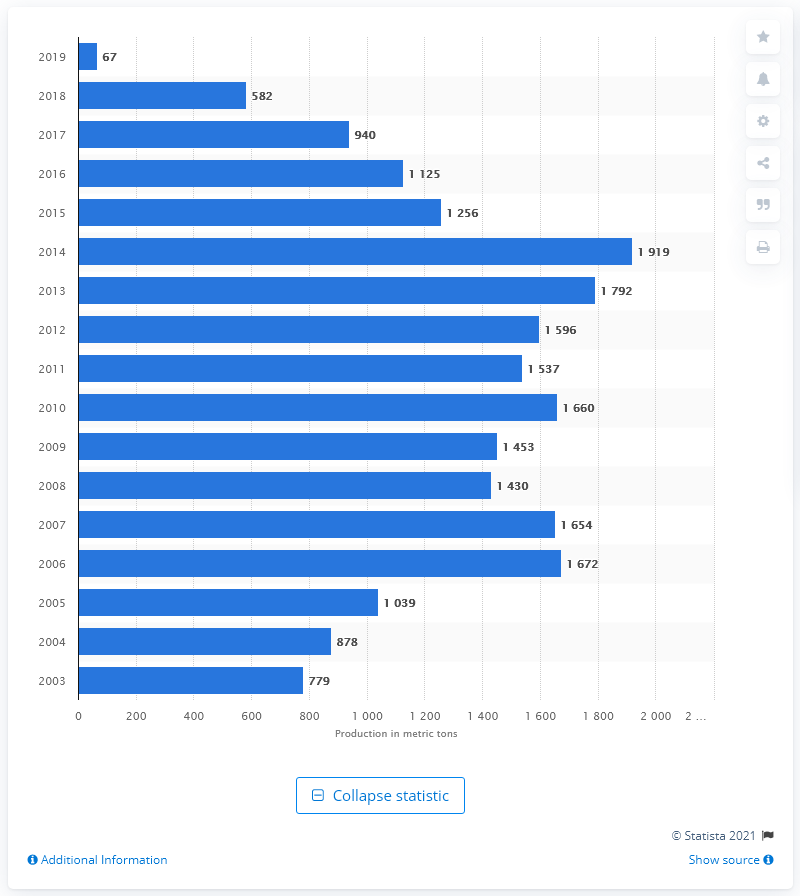 2019 67
2018 582
2017 940
2016 1 125
2015 1 256
2014 1 919
2013 1 792
2012 1 596
2011 1 537
2010 1 660
2009 1 453
2008 1 430
2007 1 654
2006 1 672
2005 1 039
2004 878
2003 779
0 200 400 600 800 1 000 1 200 1 400 1 600 1 800 2 000 2 ...
Production in metric tons
Collapse statistic
© Statista 2021
Additional Information Show source